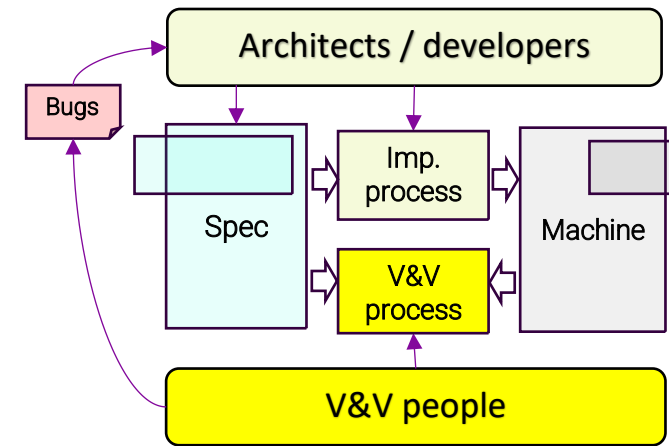 Architects / developers
Bugs
Imp.
process
Spec
Machine
V&V
process
V&V people